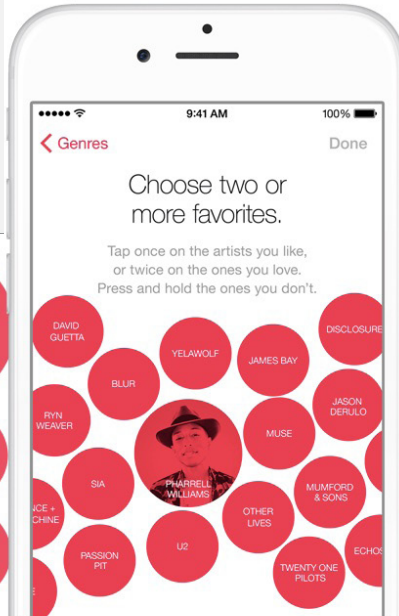 9:41 AM
100%
Genres
Done
Choose two or
more favorites.
Tap once on the artists you like,
or twice on the ones you love.
Press and hold the ones you don't.
DAVID
GUETTA
YELAWOLF
DISCLOSURE
JAMES BAY
BLUR
RYN
WEAVER
JASON
DERULO
MUSE
SIA
PHARRELL
WILLIAMS
MUMFORD
& SONS
NCE +
CHINE
OTHER
LIVES
U2
PASSION
PIT
ECHOS
TWENTY ONE
PILOTS